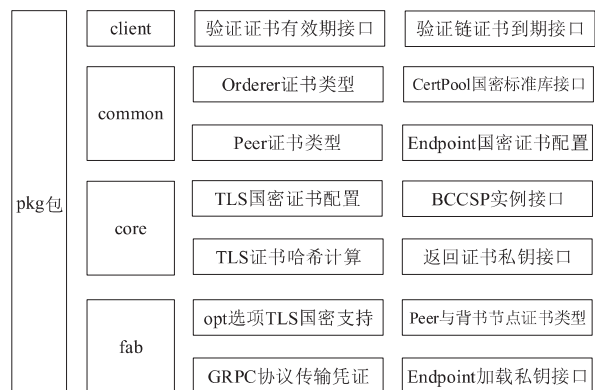 pkg包
client
验证证书有效期接口
验证链证书到期接口
common
Orderer证书类型
CertPool国密标准库接口
Peer证书类型
Endpoint国密证书配置
core
TLS国密证书配置
BCCSP实例接口
TLS证书哈希计算
返回证书私钥接口
fab
opt选项TLS国密支持
Peer与背书节点证书类型
GRPC协议传输凭证
Endpoint加载私钥接口